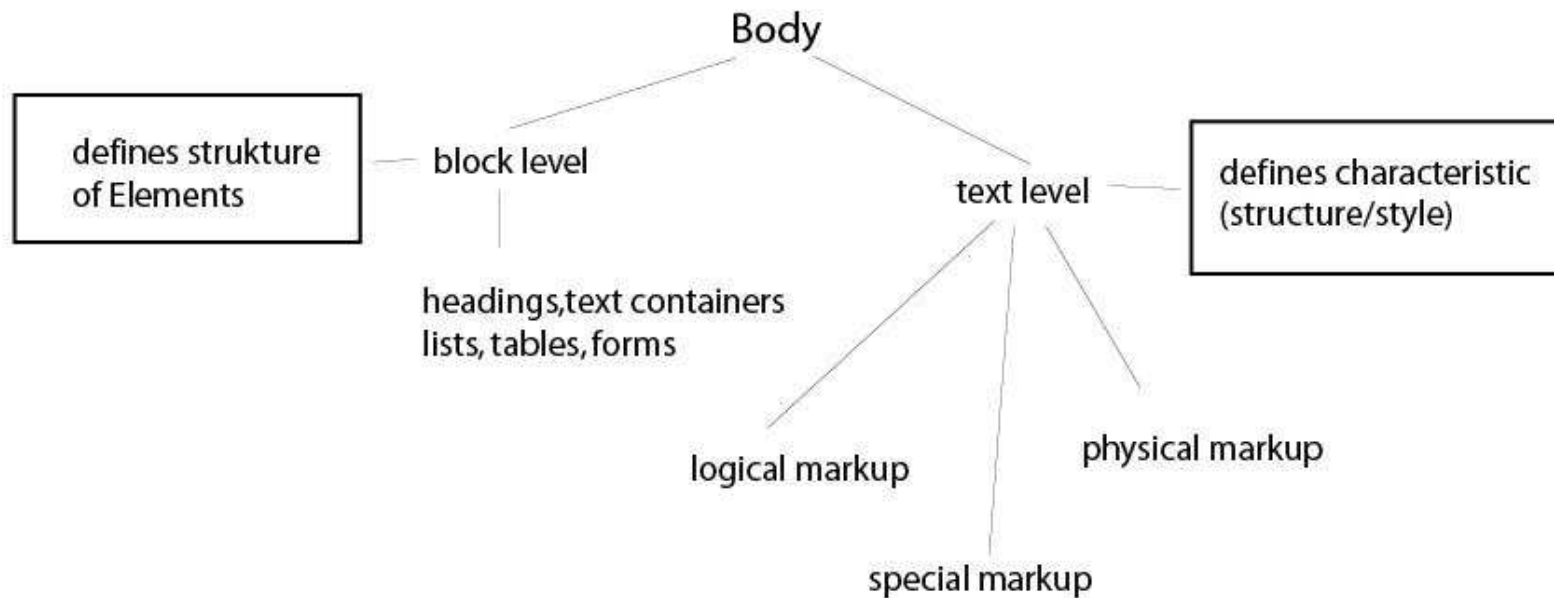 Body
defines strukture
of Elements
block level
text level
defines characteristic
(structure/style)
headings,text containers
lists, tables, forms
logical markup
physical markup
special markup